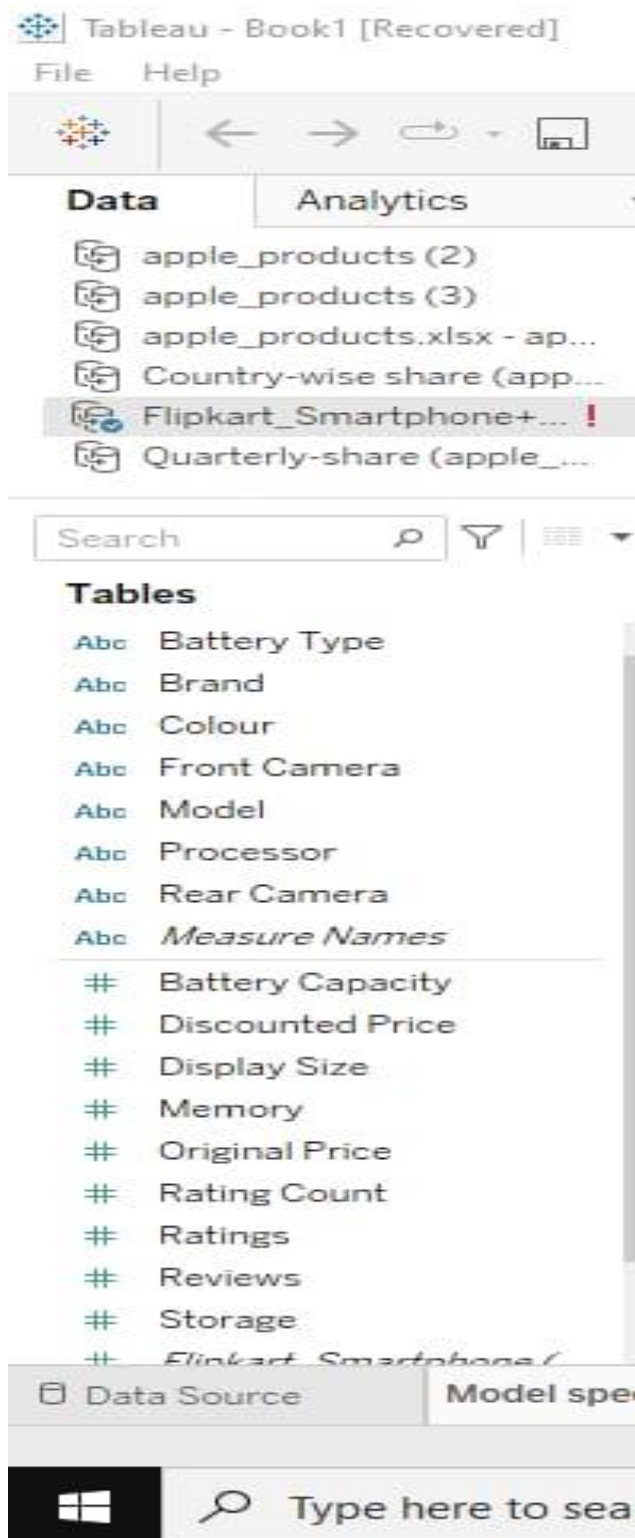 Tableau - Book1 [Recovered]
File Help
Data Analytics
apple_products (2)
apple_products (3)
apple_products.xlsx - ap...
Country-wise share (app...
Flipkart_Smartphone+... !
Quarterly-share (apple_...
Search
Tables
Abc Battery Type
Abc Brand
Abc Colour
Abc Front Camera
Abc Model
Abc Processor
Abc Rear Camera
Abc Measure Names
# Battery Capacity
# Discounted Price
# Display Size
# Memory
# Original Price
# Rating Count
# Ratings
# Reviews
# Storage
# Flipkart_Smartphone (
Data Source Model spe
Type here to sea